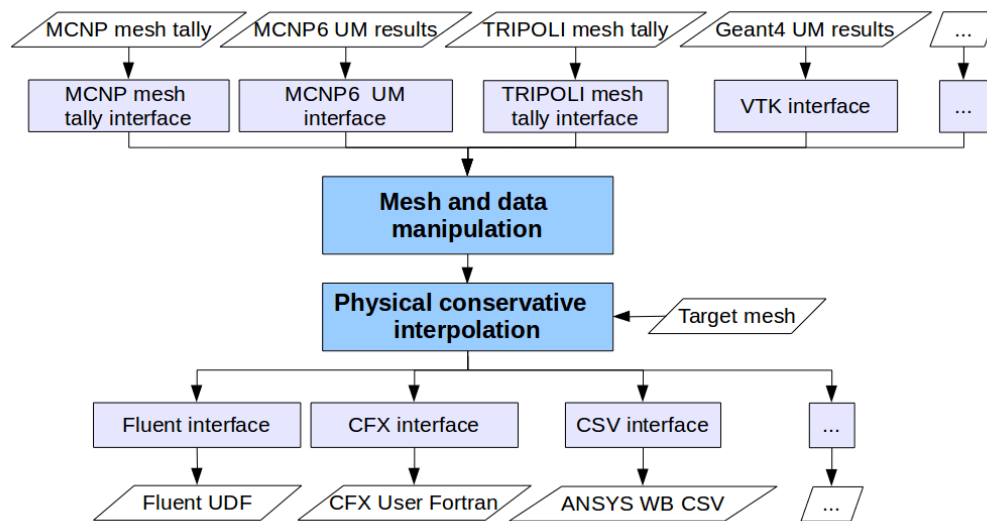 MCNP mesh tally
MCNP6 UM results
TRIPOLI mesh tally
Geant4 UM results
...
MCNP mesh
tally interface
MCNP6 UM
interface
TRIPOLI mesh
tally interface
VTK interface
...
Mesh and data
manipulation
Physical conservative
interpolation
Target mesh
Fluent interface
CFX interface
CSV interface
...
Fluent UDF
CFX User Fortran
ANSYS WB CSV
...